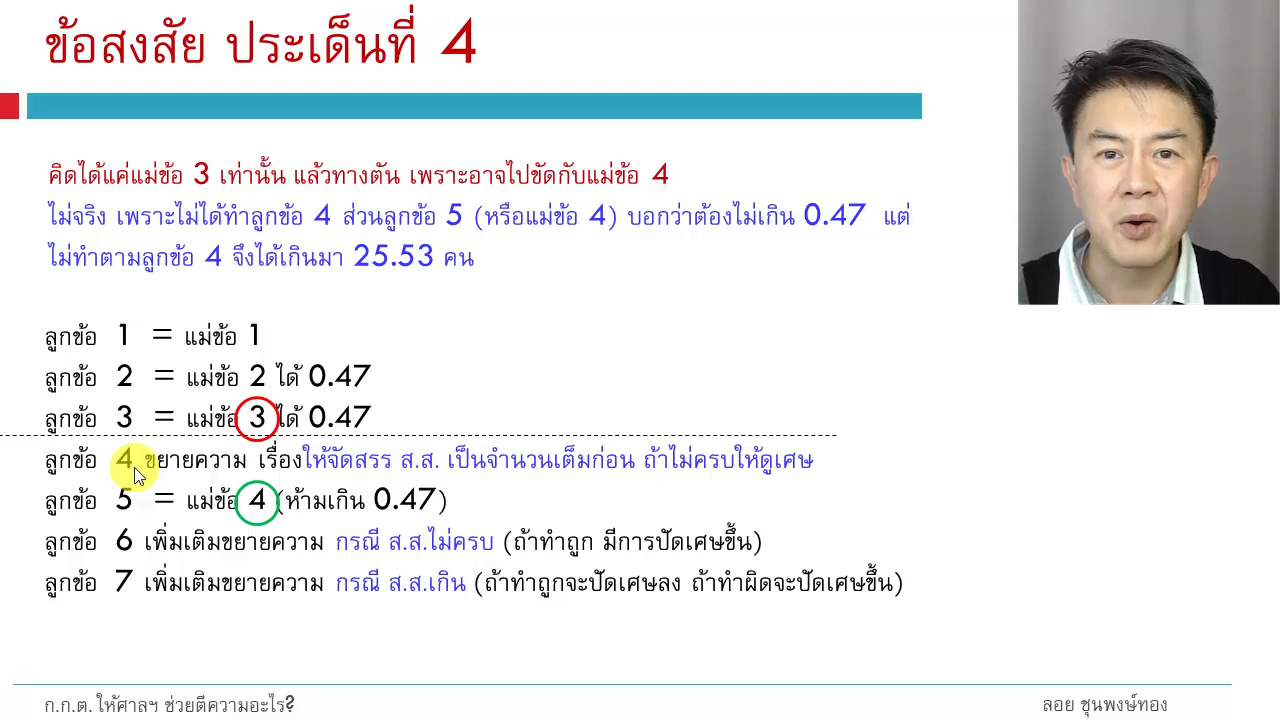 ข้อสงสัย ประเด็นที่ 4
คิดได้แค่แม่ข้อ 3 เท่านั้น แล้วทางตัน เพราะอาจไปขัดกับแม่ข้อ 4
ไม่จริง เพราะไม่ได้ทำลูกข้อ 4 ส่วนลูกข้อ 5 (หรือแม่ข้อ 4) บอกว่าต้องไม่เกิน 0.47 แต่
ไม่ทำตามลูกข้อ 4 จึงได้เกินมา 25.53 คน
ลูกข้อ 1 = แม่ข้อ 1
ลูกข้อ 2 = แม่ข้อ 2 ได้ 0.47
ลูกข้อ 3 = แม่ข้อ 3 ได้ 0.47
ลูกข้อ 4 ขยายความ เรื่องให้จัดสรร ส.ส. เป็นจำนวนเต็มก่อน ถ้าไม่ครบให้ดูเศษ
ลูกข้อ 5 = แม่ข้อ 4 (ห้ามเกิน 0.47)
ลูกข้อ 6 เพิ่มเติมขยายความ กรณี ส.ส.ไม่ครบ (ถ้าทำถูก มีการปัดเศษขึ้น)
ลูกข้อ 7 เพิ่มเติมขยายความ กรณี ส.ส.เกิน (ถ้าทำถูกจะปัดเศษลง ถ้าทำผิดจะปัดเศษขึ้น)
ก.ก.ต. ให้ศาลฯ ช่วยตีความอะไร?
ลอย ชุนพงษ์ทอง